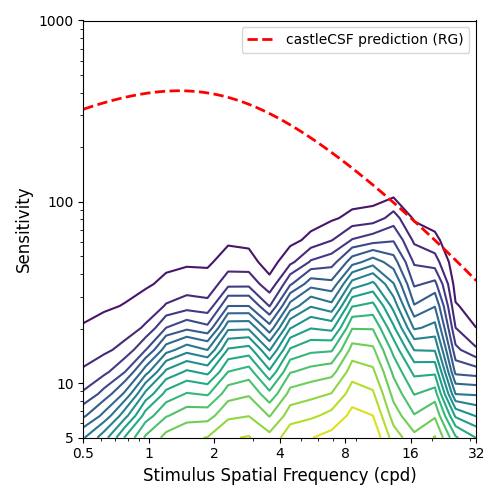 1000
castleCSF prediction (RG)
100
10
5
Sensitivity
0.5 1 2 4 8 16 32
Stimulus Spatial Frequency (cpd)